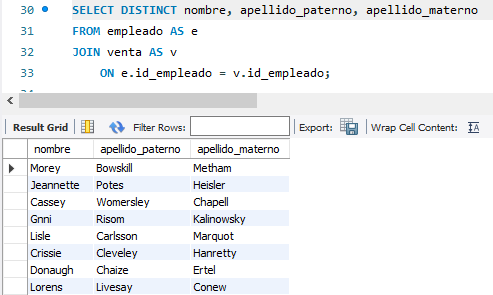 30 SELECT DISTINCT nombre, apellido_paterno, apellido_materno
31 FROM empleado AS e
32 JOIN venta AS v
33 ON e.id_empleado = v.id_empleado;
Result Grid Filter Rows: Export: Wrap Cell Content: IA
nombre apellido_paterno apellido_materno
Morey Bowskill Metham
Jeannette Potes Heisler
Cassey Womersley Chapell
Gnni Risom Kalinowsky
Lisle Carlsson Marquot
Crissie Cleveley Hanretty
Donaugh Chaize Ertel
Lorens Livesay Conew